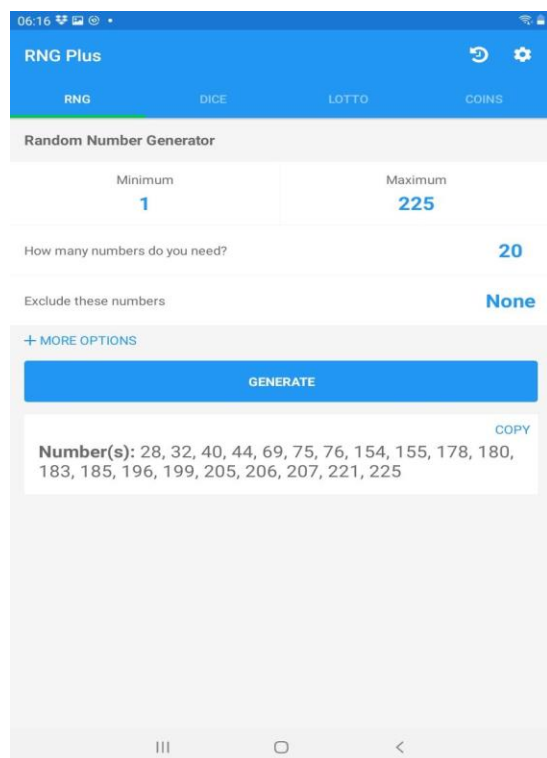 06:16
RNG Plus
RNG DICE LOTTO COINS
Random Number Generator
Minimum Maximum
1 225
How many numbers do you need? 20
Exclude these numbers None
+ MORE OPTIONS
GENERATE
COPY
Number(s): 28, 32, 40, 44, 69, 75, 76, 154, 155, 178, 180,
183, 185, 196, 199, 205, 206, 207, 221, 225